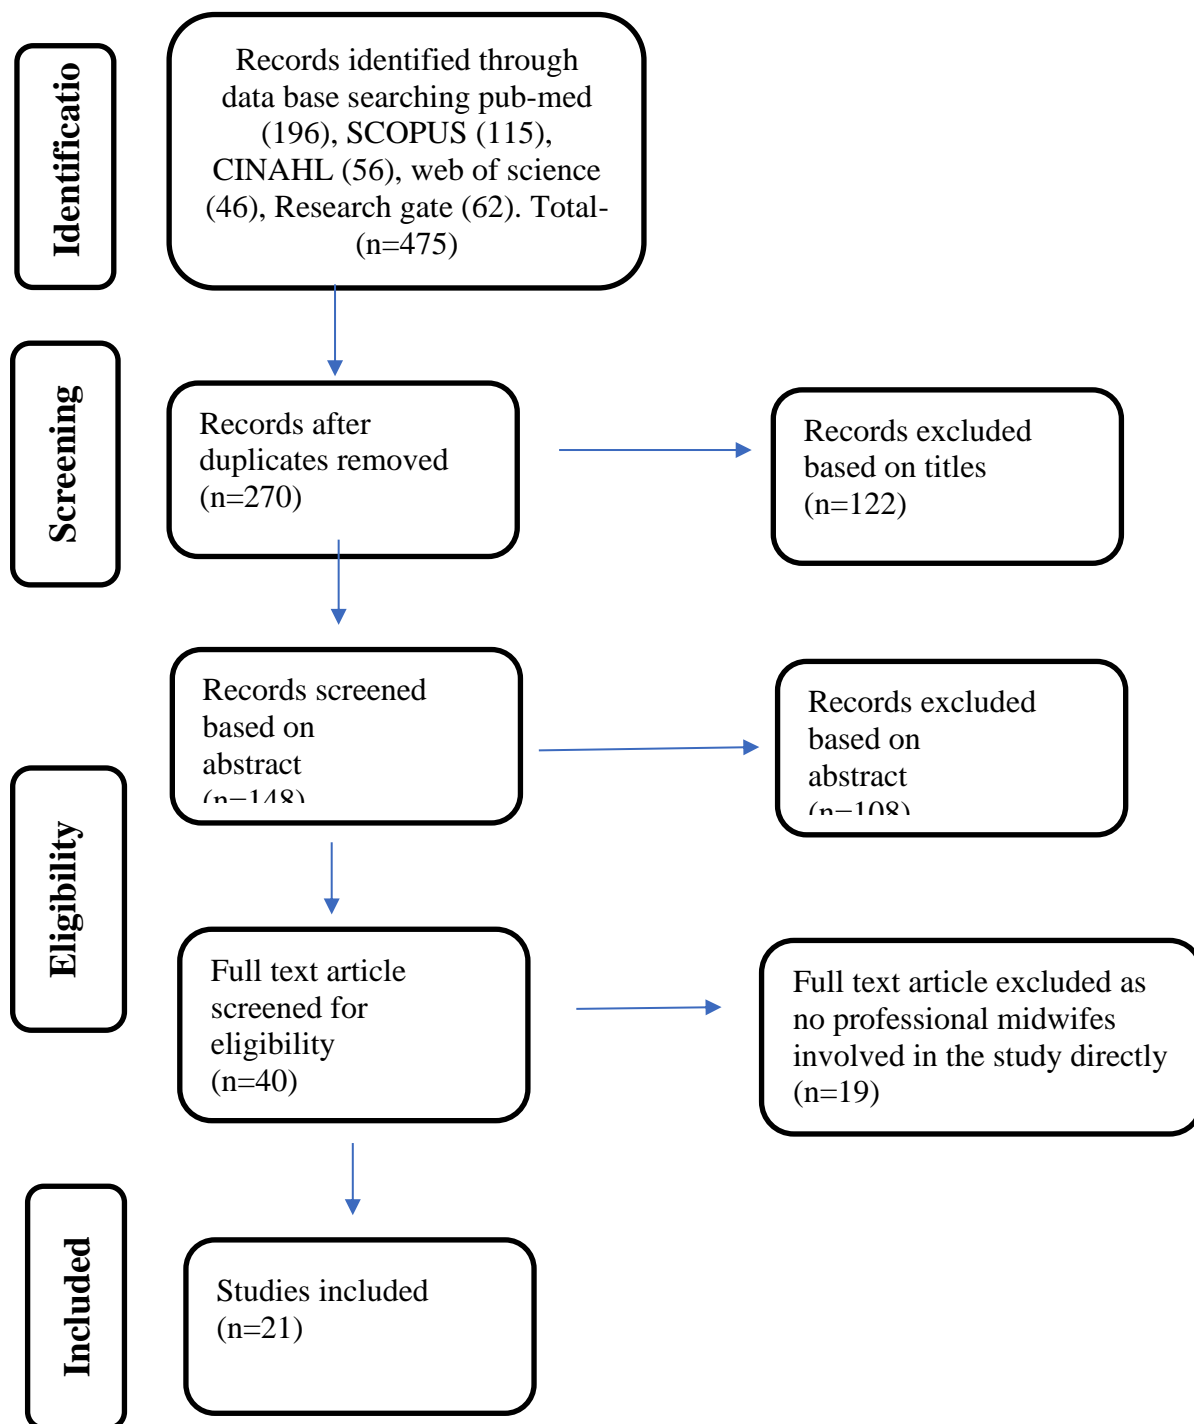 Identificatio
Records identified through
data base searching pub-med
(196), SCOPUS (115),
CINAHL (56), web of science
(46), Research gate (62). Total-
(n=475)
Screening
Records after
duplicates removed
(n=270)
Records excluded
based on titles
(n=122)
Records screened
based on
abstract
(n=148)
Records excluded
based on
abstract
(n=108)
Eligibility
Full text article
screened for
eligibility
(n=40)
Full text article excluded as
no professional midwifes
involved in the study directly
(n=19)
Included
Studies included
(n=21)